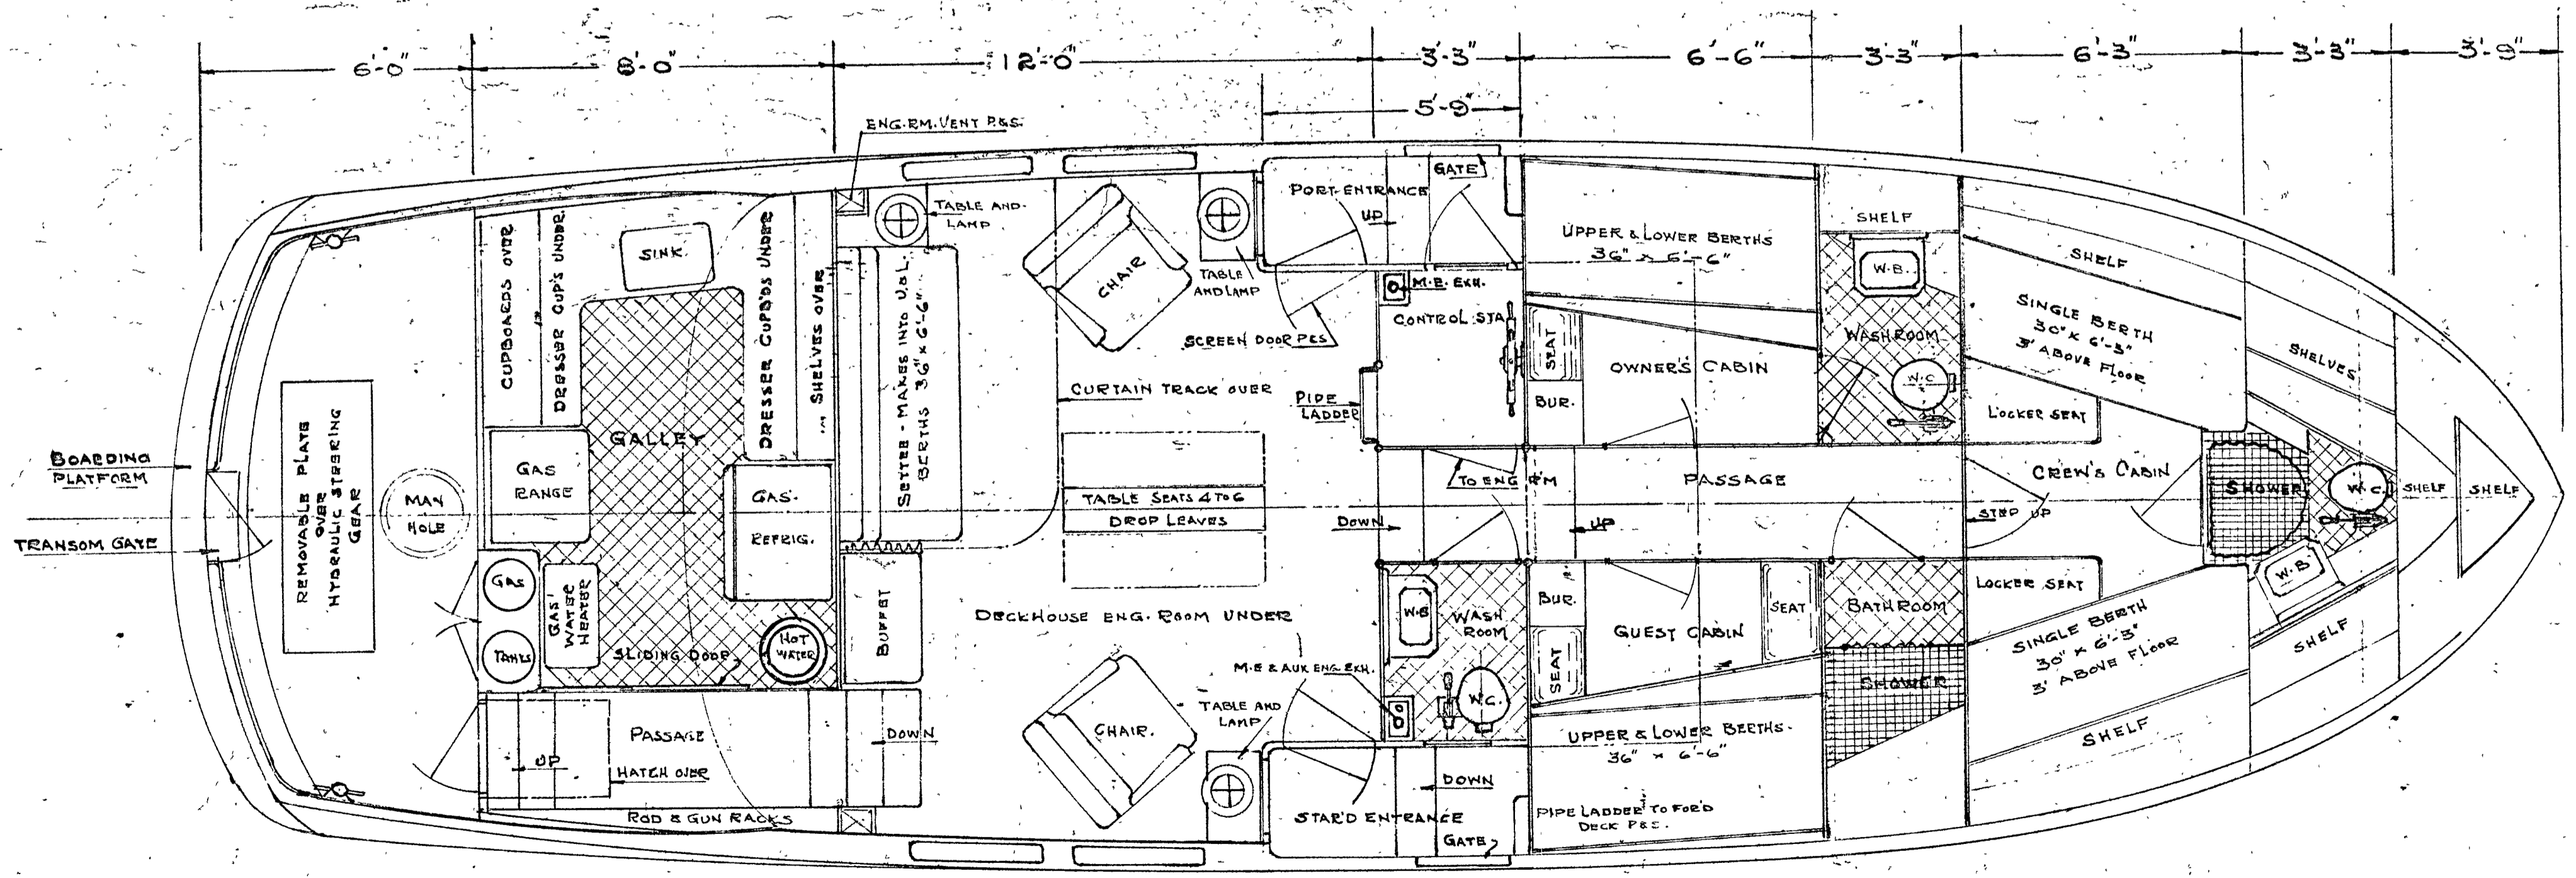 6'-0"
8'-0"
12'-0"
3'-3"
6'-6"
3'-3"
6'-3"
3'-3"
3'-9"
5'-9"
ENG. RM. VENT P.&S.
BOARDING
PLATFORM
TRANSOM GATE
REMOVABLE PLATE
OVER
HYDRAULIC STEERING
GEAR
MAN
HOLE
CUPBOARDS OVER
DRESSER CUP'S UNDER
SINK.
DRESSER CUPB'DS UNDER
SHELVES OVER
GALLEY
GAS
RANGE
GAS.
REFRIG.
GAS
TANKS
GAS
WATER
HEATER
HOT
WATER
SLIDING DOOR
PASSAGE
UP
HATCH OVER
DOWN
ROD & GUN RACKS
TABLE AND
LAMP
SETTEE - MAKES INTO U.& L.
BERTHS 36" x 6'-6"
BUFFET
CHAIR
TABLE
AND LAMP
SCREEN DOOR P&S
CURTAIN TRACK OVER
TABLE SEATS 4 TO 6
DROP LEAVES
DECKHOUSE ENG. ROOM UNDER
CHAIR.
TABLE AND
LAMP
M.E & AUX ENG. EXH.
PORT ENTRANCE
UP
GATE
M.E. EXH.
CONTROL STA.
PIPE
LADDER
TO ENG R'M
DOWN
UP
W.B
WASH
ROOM
W.C.
STAR'D ENTRANCE
DOWN
GATE
UPPER & LOWER BERTHS
36" x 6'-6"
SEAT
BUR.
OWNER'S CABIN
PASSAGE
BUR.
SEAT
GUEST CABIN
SEAT
UPPER & LOWER BERTHS.
36" x 6'-6"
PIPE LADDER TO FOR'D
DECK P&S.
SHELF
W.B.
WASHROOM
W.C.
BATHROOM
SHOWER
SHELF
SINGLE BERTH
30" x 6'-3"
3' ABOVE FLOOR
LOCKER SEAT
CREW'S CABIN
STEP UP
LOCKER SEAT
SINGLE BERTH
30" x 6'-3"
3' ABOVE FLOOR
SHELF
SHELVES
SHOWER
W.C.
W.B
SHELF
SHELF
SHELF